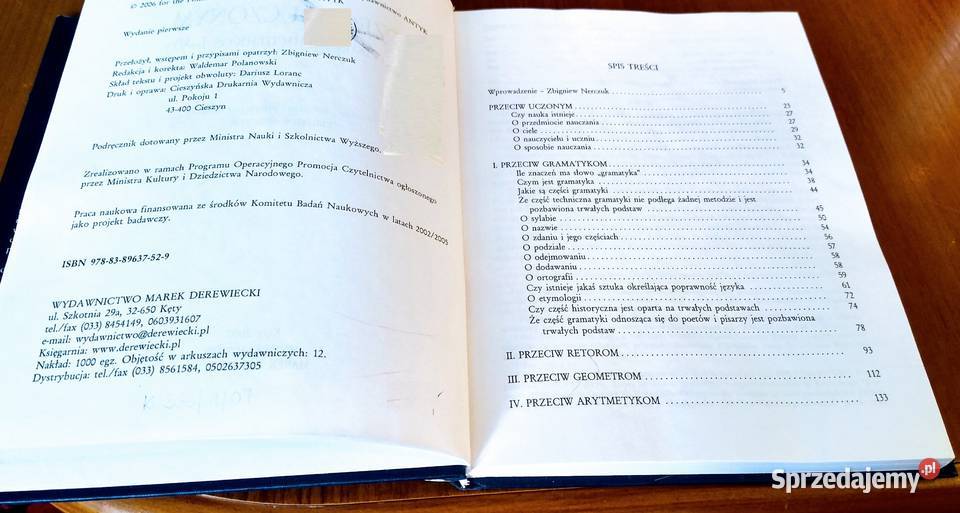 © 2006 for the
Wydawnictwo ANTYK
Wydanie pierwsze
Przełożył, wstępem i przypisami opatrzył: Zbigniew Nerczuk
Redakcja i korekta: Waldemar Polanowski
Skład tekstu i projekt obwoluty: Dariusz Loranc
Druk i oprawa: Cieszyńska Drukarnia Wydawnicza
ul. Pokoju 1
43-400 Cieszyn
Podręcznik dotowany przez Ministra Nauki i Szkolnictwa Wyższego.
Zrealizowano w ramach Programu Operacyjnego Promocja Czytelnictwa ogłoszonego
przez Ministra Kultury i Dziedzictwa Narodowego.
Praca naukowa finansowana ze środków Komitetu Badań Naukowych w latach 2002/2005
jako projekt badawczy.
ISBN 978-83-89637-52-9
WYDAWNICTWO MAREK DEREWIECKI
ul. Szkotnia 29a, 32-650 Kęty
tel./fax (033) 8454149, 0603931607
e-mail: wydawnictwo@derewiecki.pl
Księgarnia: www.derewiecki.pl
Nakład: 1000 egz. Objętość w arkuszach wydawniczych: 12.
Dystrybucja: tel./fax (033) 8561584, 0502637305
SPIS TREŚCI
Wprowadzenie – Zbigniew Nerczuk 5
PRZECIW UCZONYM 23
Czy nauka istnieje 27
O przedmiocie nauczania 27
O ciele 29
O nauczycielu i uczniu 32
O sposobie nauczania 32
I. PRZECIW GRAMATYKOM 34
Ile znaczeń ma słowo „gramatyka" 34
Czym jest gramatyka 38
Jakie są części gramatyki 44
Że część techniczna gramatyki nie podlega żadnej metodzie i jest
pozbawiona trwałych podstaw 45
O sylabie 50
O nazwie 54
O zdaniu i jego częściach 56
O podziale 57
O odejmowaniu 58
O dodawaniu 58
O ortografii 59
Czy istnieje jakaś sztuka określająca poprawność języka 61
O etymologii 72
Czy część historyczna jest oparta na trwałych podstawach 74
Że część gramatyki odnosząca się do poetów i pisarzy jest pozbawiona
trwałych podstaw 78
II. PRZECIW RETOROM 93
III. PRZECIW GEOMETROM 112
IV. PRZECIW ARYTMETYKOM 133
Sprzedajemy.pl